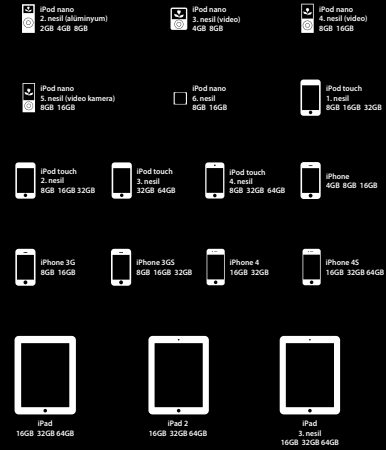 iPod nano
2. nesil (alüminyum)
2GB 4GB 8GB
iPod nano
3. nesil (video)
4GB 8GB
iPod nano
4. nesil (video)
8GB 16GB
iPod nano
5. nesil (video kamera)
8GB 16GB
iPod nano
6. nesil
8GB 16GB
iPod touch
1. nesil
8GB 16GB 32GB
iPod touch
2. nesil
8GB 16GB 32GB
iPod touch
3. nesil
32GB 64GB
iPod touch
4. nesil
8GB 32GB 64GB
iPhone
4GB 8GB 16GB
iPhone 3G
8GB 16GB
iPhone 3GS
8GB 16GB 32GB
iPhone 4
16GB 32GB
iPhone 4S
16GB 32GB 64GB
iPad
16GB 32GB 64GB
iPad 2
16GB 32GB 64GB
iPad
3. nesil
16GB 32GB 64GB